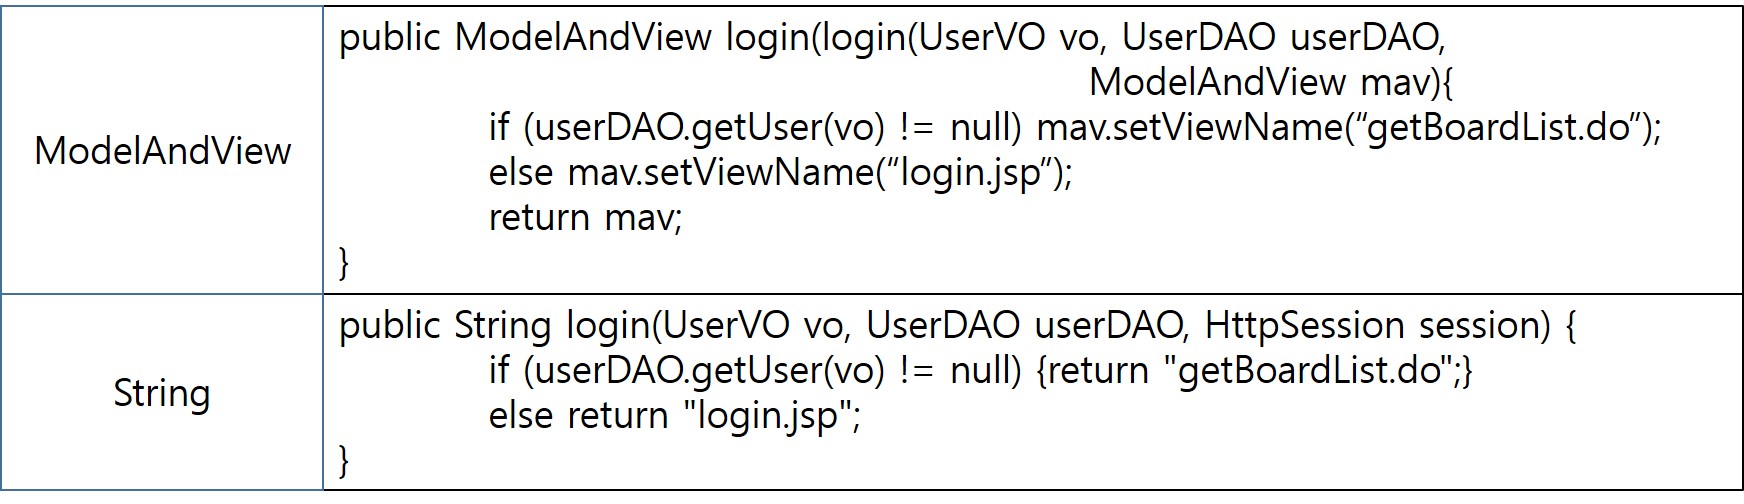 ModelAndView
public ModelAndView login(login(UserVO vo, UserDAO userDAO,
ModelAndView mav){
if (userDAO.getUser(vo) != null) mav.setViewName(“getBoardList.do”);
else mav.setViewName(“login.jsp”);
return mav;
}
String
public String login(UserVO vo, UserDAO userDAO, HttpSession session) {
if (userDAO.getUser(vo) != null) {return "getBoardList.do";}
else return "login.jsp";
}